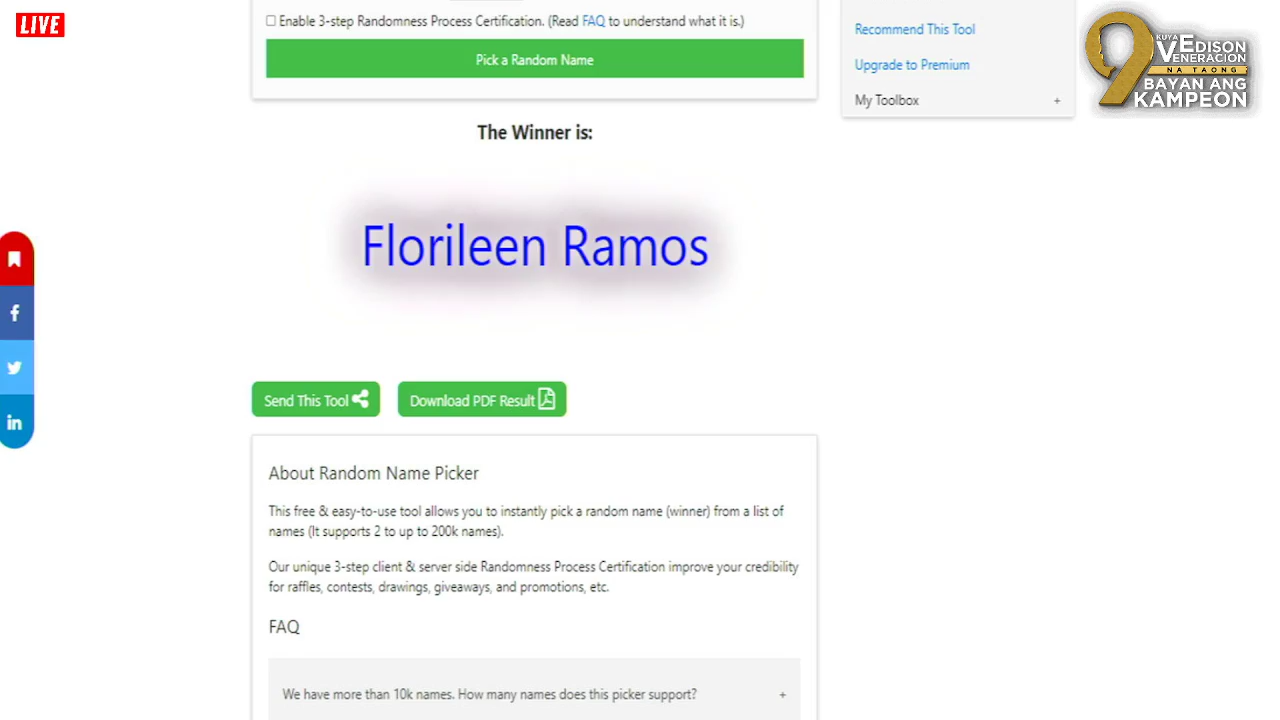 LIVE
Enable 3-step Randomness Process Certification. (Read FAQ to understand what it is.)
Pick a Random Name
Recommend This Tool
Upgrade to Premium
My Toolbox +
9
KUYA
VEDISON
VENERACION
NA TAONG
BAYAN ANG
KAMPEON
The Winner is:
Florileen Ramos
Send This Tool
Download PDF Result
About Random Name Picker
This free & easy-to-use tool allows you to instantly pick a random name (winner) from a list of
names (It supports 2 to up to 200k names).
Our unique 3-step client & server side Randomness Process Certification improve your credibility
for raffles, contests, drawings, giveaways, and promotions, etc.
FAQ
We have more than 10k names. How many names does this picker support? +